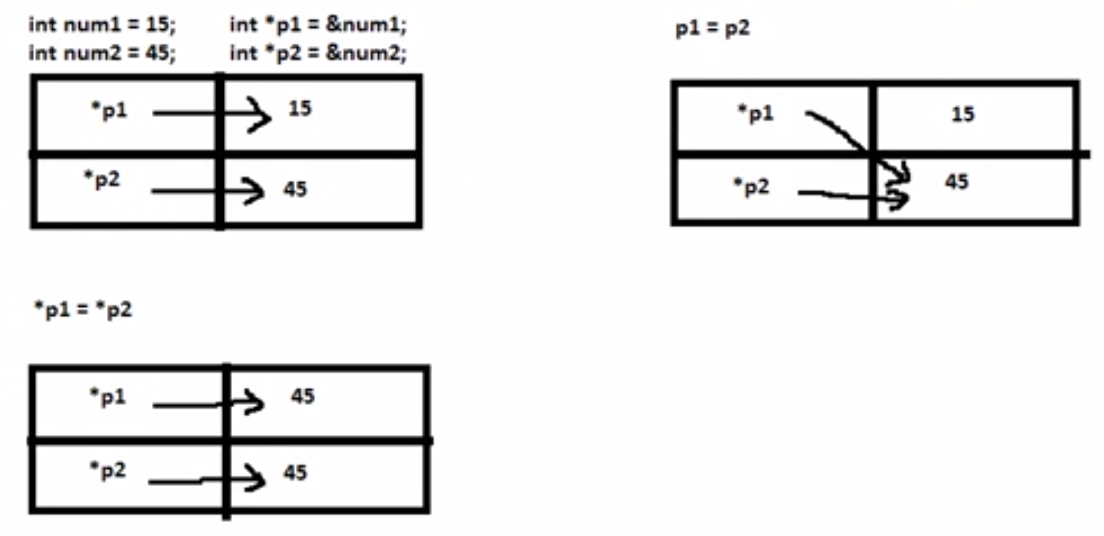 int num1 = 15; int *p1 = &num1;
int num2 = 45; int *p2 = &num2;
*p1 15
*p2 45
p1 = p2
*p1 15
*p2 45
*p1 = *p2
*p1 45
*p2 45